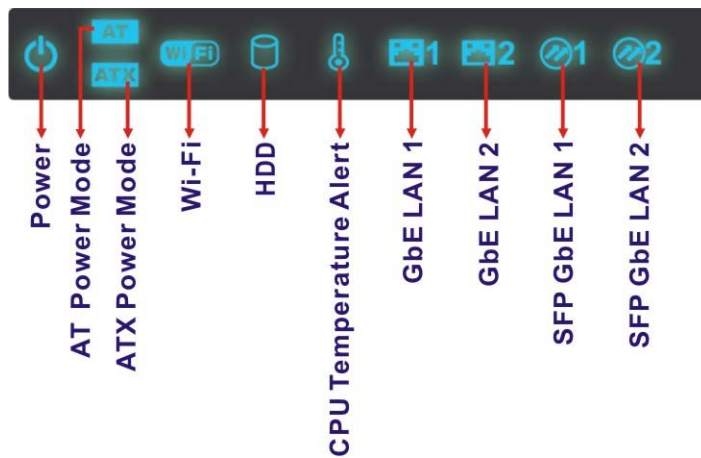 AT
ATX
Wi Fi
1
2
1
2
Power
AT Power Mode
ATX Power Mode
Wi-Fi
HDD
CPU Temperature Alert
GbE LAN 1
GbE LAN 2
SFP GbE LAN 1
SFP GbE LAN 2